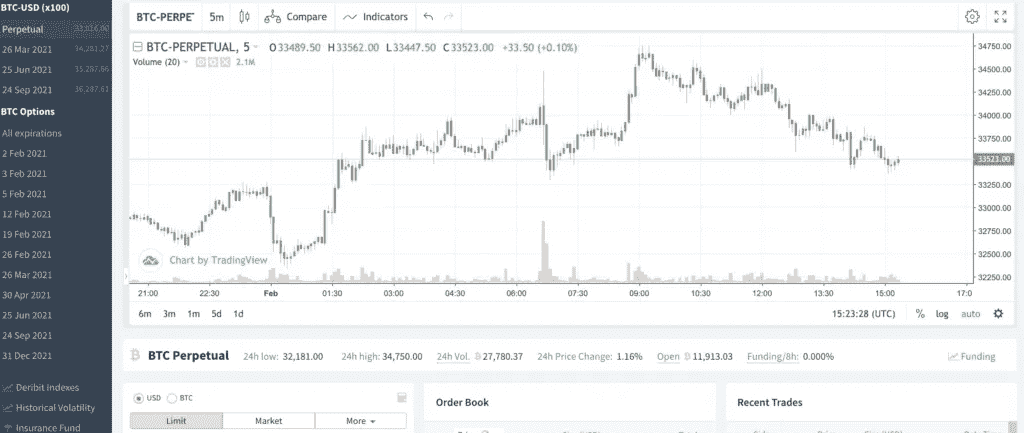 BTC-USD (x100)
Perpetual
26 Mar 2021
25 Jun 2021
24 Sep 2021 36,287.61
BTC Options
All expirations
2 Feb 2021
3 Feb 2021
5 Feb 2021
12 Feb 2021
19 Feb 2021
26 Feb 2021
26 Mar 2021
30 Apr 2021
25 Jun 2021
24 Sep 2021
31 Dec 2021
Deribit Indexes
Historical Volatility
Insurance Fund
BTC-PERPE 5m Compare Indicators
BTC-PERPETUAL, 5 O33489.50 H33562.00 L33447.50 C33523.00 +33.50 (+0.10%)
Volume (20) 2.1M
34750.00
34500.00
34250.00
34000.00
33750.00
33523.00
33250.00
33000.00
32750.00
32500.00
32250.00
Chart by TradingView
21:00 22:30 Feb 01:30 03:00 04:30 06:00 07:30 09:00 10:30 12:00 13:30 15:00 17:0
6m 3m 1m 5d 1d 15:23:28 (UTC) % log auto
BTC Perpetual 24h low: 32,181.00 24h high: 34,750.00 24h Vol. 27,780.37 24h Price Change: 1.16% Open 11,913.03 Funding/8h: 0.000% Funding
USD BTC
Limit Market More
Order Book
Recent Trades